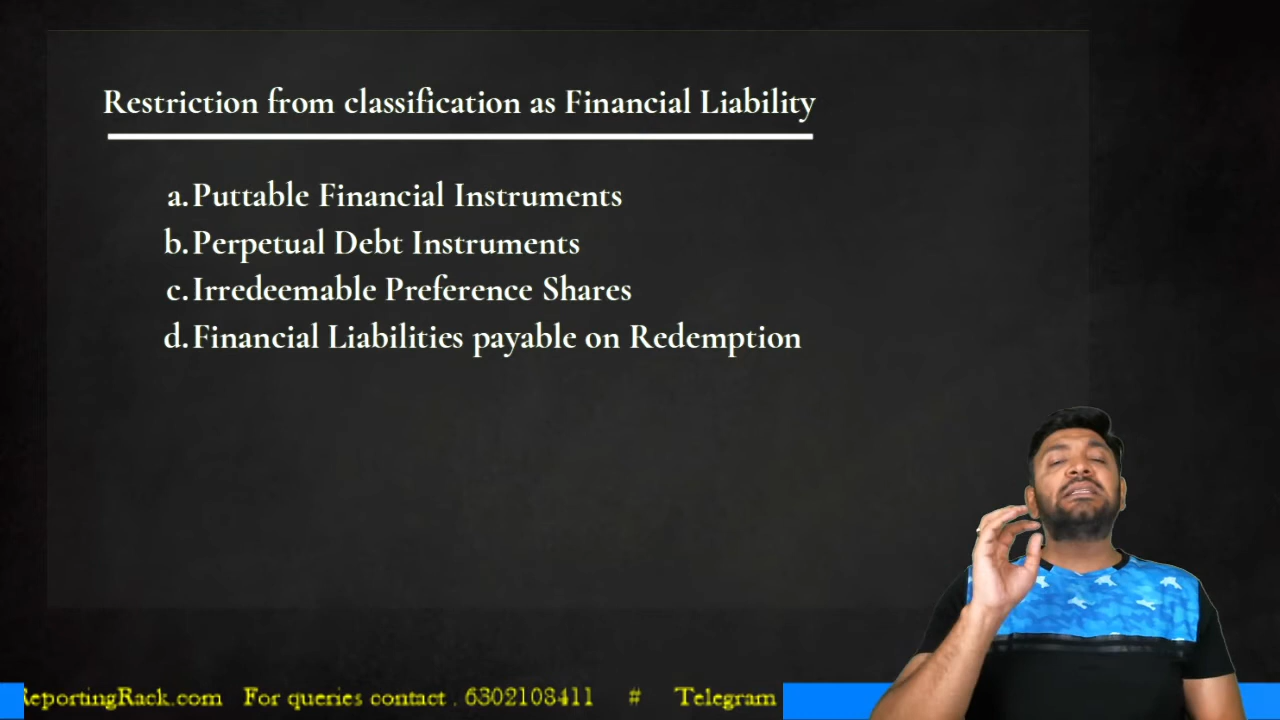 Restriction from classification as Financial Liability
a. Puttable Financial Instruments
b. Perpetual Debt Instruments
c. Irredeemable Preference Shares
d. Financial Liabilities payable on Redemption
ReportingRack.com For queries contact . 6302108411 # Telegram